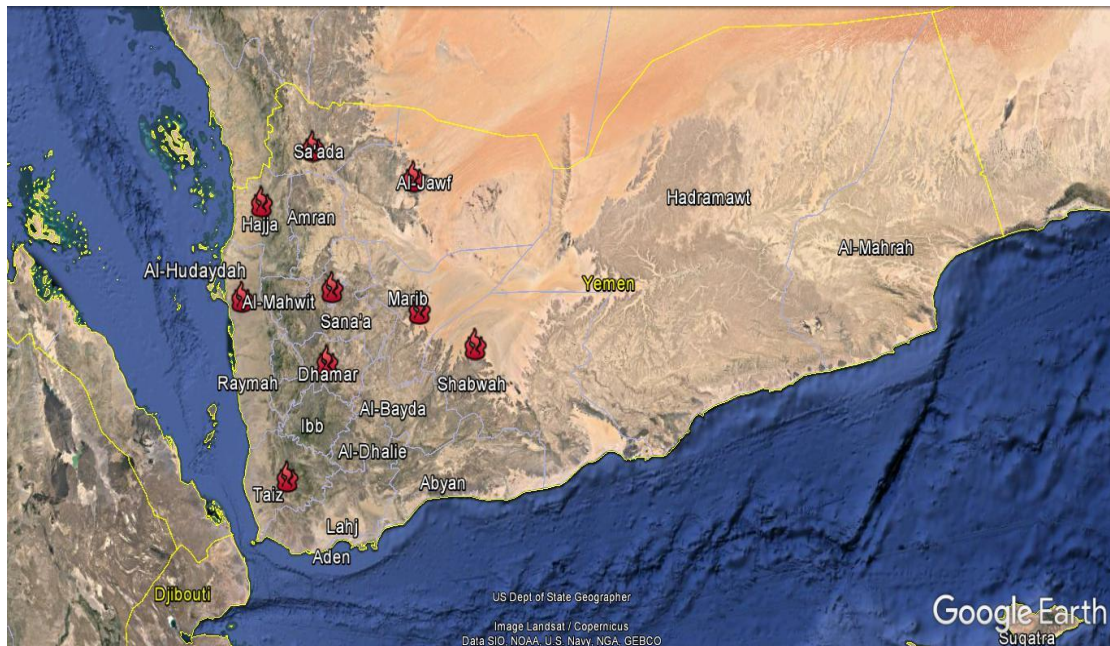 Sa'ada
Al-Jawf
Hadramawt
Hajja
Amran
Al-Mahrah
Al-Hudaydah
Yemen
Al-Mahwit
Marib
Sana'a
Dhamar
Raymah
Shabwah
Al-Bayda
Ibb
Al-Dhalie
Abyan
Taiz
Lahj
Aden
Djibouti
US Dept of State Geographer
Google Earth
Image Landsat / Copernicus
Data SIO, NOAA, U.S. Navy, NGA, GEBCO
Suqatra